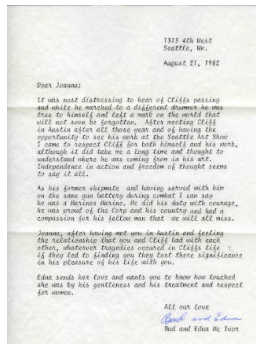 1313 4th West
Seattle, Wn.
August 21, 1982
Dear Joanna:
It was most distressing to hear of Cliffs passing
and while he marched to a different drummer he was
true to himself and left a mark on the world that
will not soon be forgotten. After meeting Cliff
in Austin after all those year and of having the
opportunity to see his work at the Seattle Art Show
I came to respect Cliff for both himself and his work,
although it did take me a long time and thought to
understand where he was coming from in his art.
Independence in action and freedom of thought seems
to say it all.
As his former shipmate and having served with him
on the same gun battery during combat I can say
he was a Marines Marine. He did his duty with courage,
he was proud of the Corp and his country and had a
compassion for his fellow man that we will all miss.
Joanna, after having met you in Austin and feeling
the relationship that you and Cliff had with each
other, whatever tragedies occured in Cliffs life
if they led to finding you they lost there significance
in his pleasure of his life with you.
Edna sends her love and wants you to know how touched
she was by his gentleness and his treatment and respect
for women.
All our love
Bud and Edna
Bud and Edna Mc Ivor